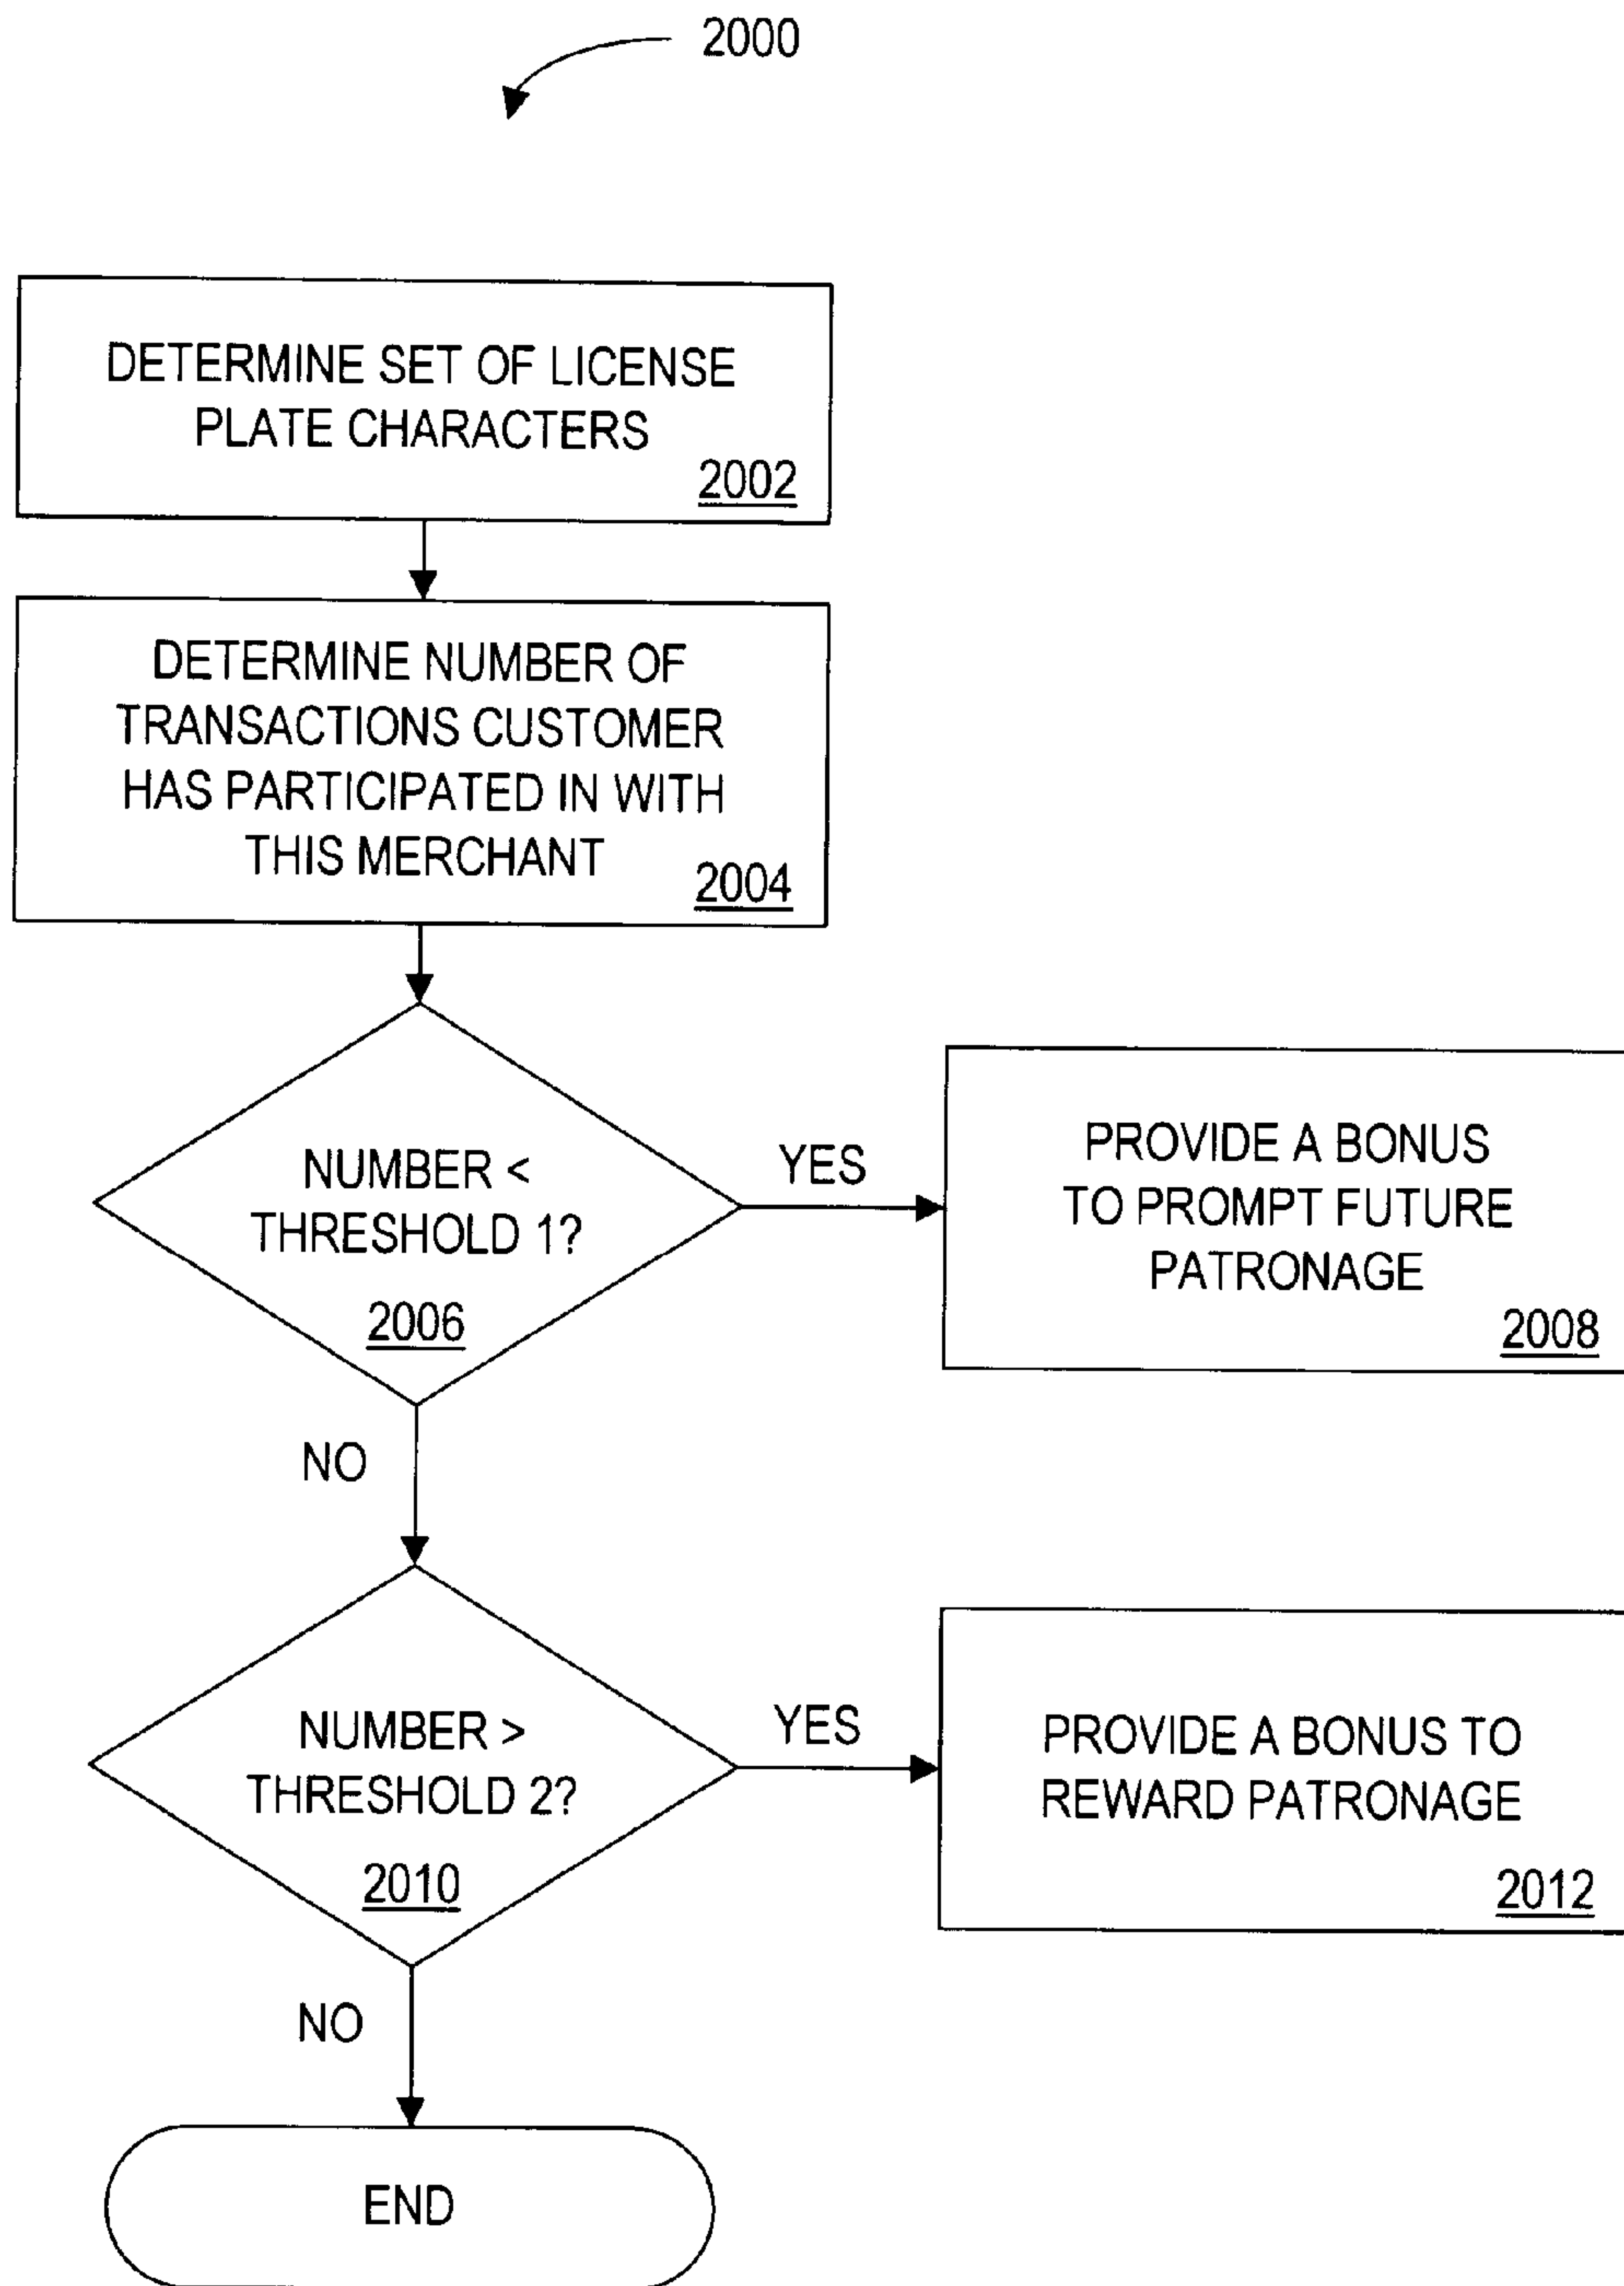 2000
DETERMINE SET OF LICENSE
PLATE CHARACTERS
2002
DETERMINE NUMBER OF
TRANSACTIONS CUSTOMER
HAS PARTICIPATED IN WITH
THIS MERCHANT
2004
NUMBER <
THRESHOLD 1?
2006
YES
PROVIDE A BONUS
TO PROMPT FUTURE
PATRONAGE
2008
NO
NUMBER >
THRESHOLD 2?
2010
YES
PROVIDE A BONUS TO
REWARD PATRONAGE
2012
NO
END